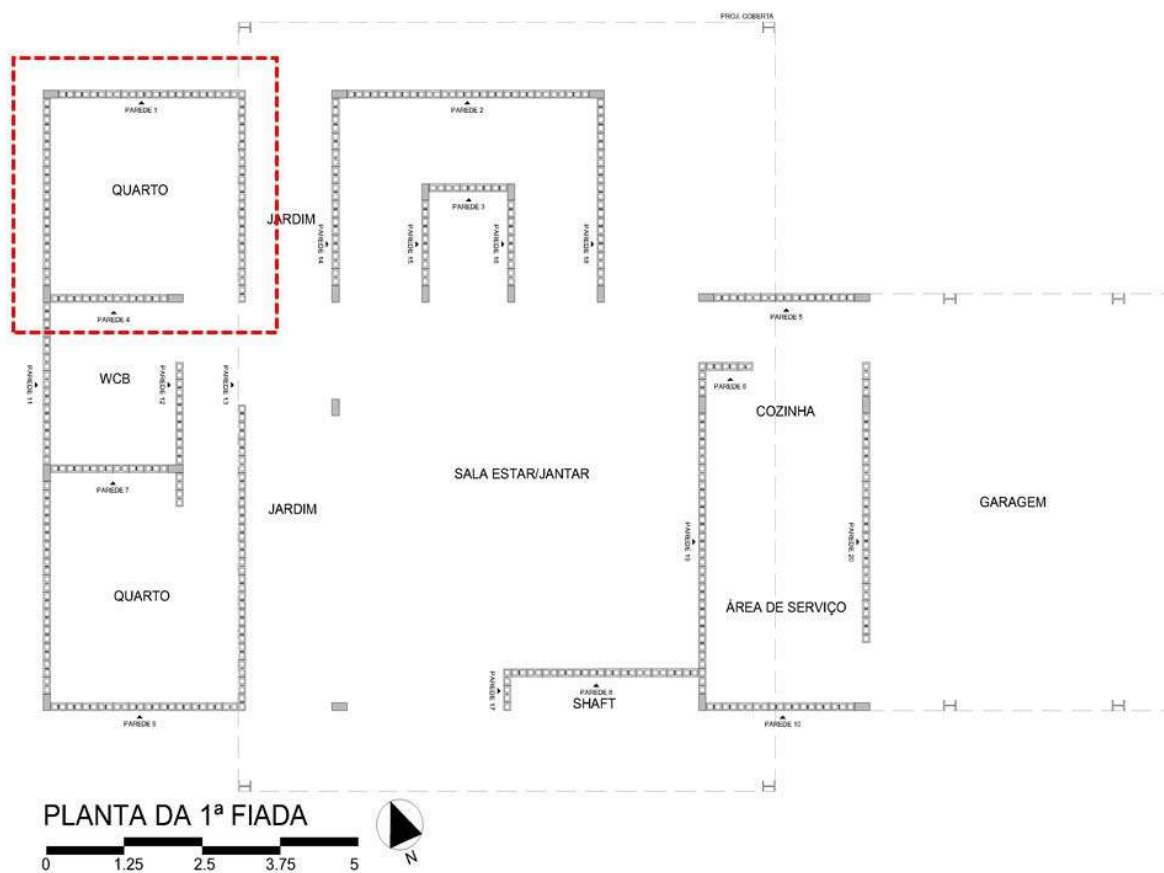 PROJ. COBERTA
PAREDE 1
PAREDE 2
QUARTO
PAREDE 3
JARDIM
PAREDE 14
PAREDE 15
PAREDE 16
PAREDE 18
PAREDE 4
PAREDE 5
WCB
PAREDE 11
PAREDE 12
PAREDE 13
PAREDE 6
COZINHA
SALA ESTAR/JANTAR
PAREDE 7
JARDIM
GARAGEM
PAREDE 19
PAREDE 20
QUARTO
ÁREA DE SERVIÇO
PAREDE 17
PAREDE 8
SHAFT
PAREDE 9
PAREDE 10
PLANTA DA 1ª FIADA
N
0 1.25 2.5 3.75 5